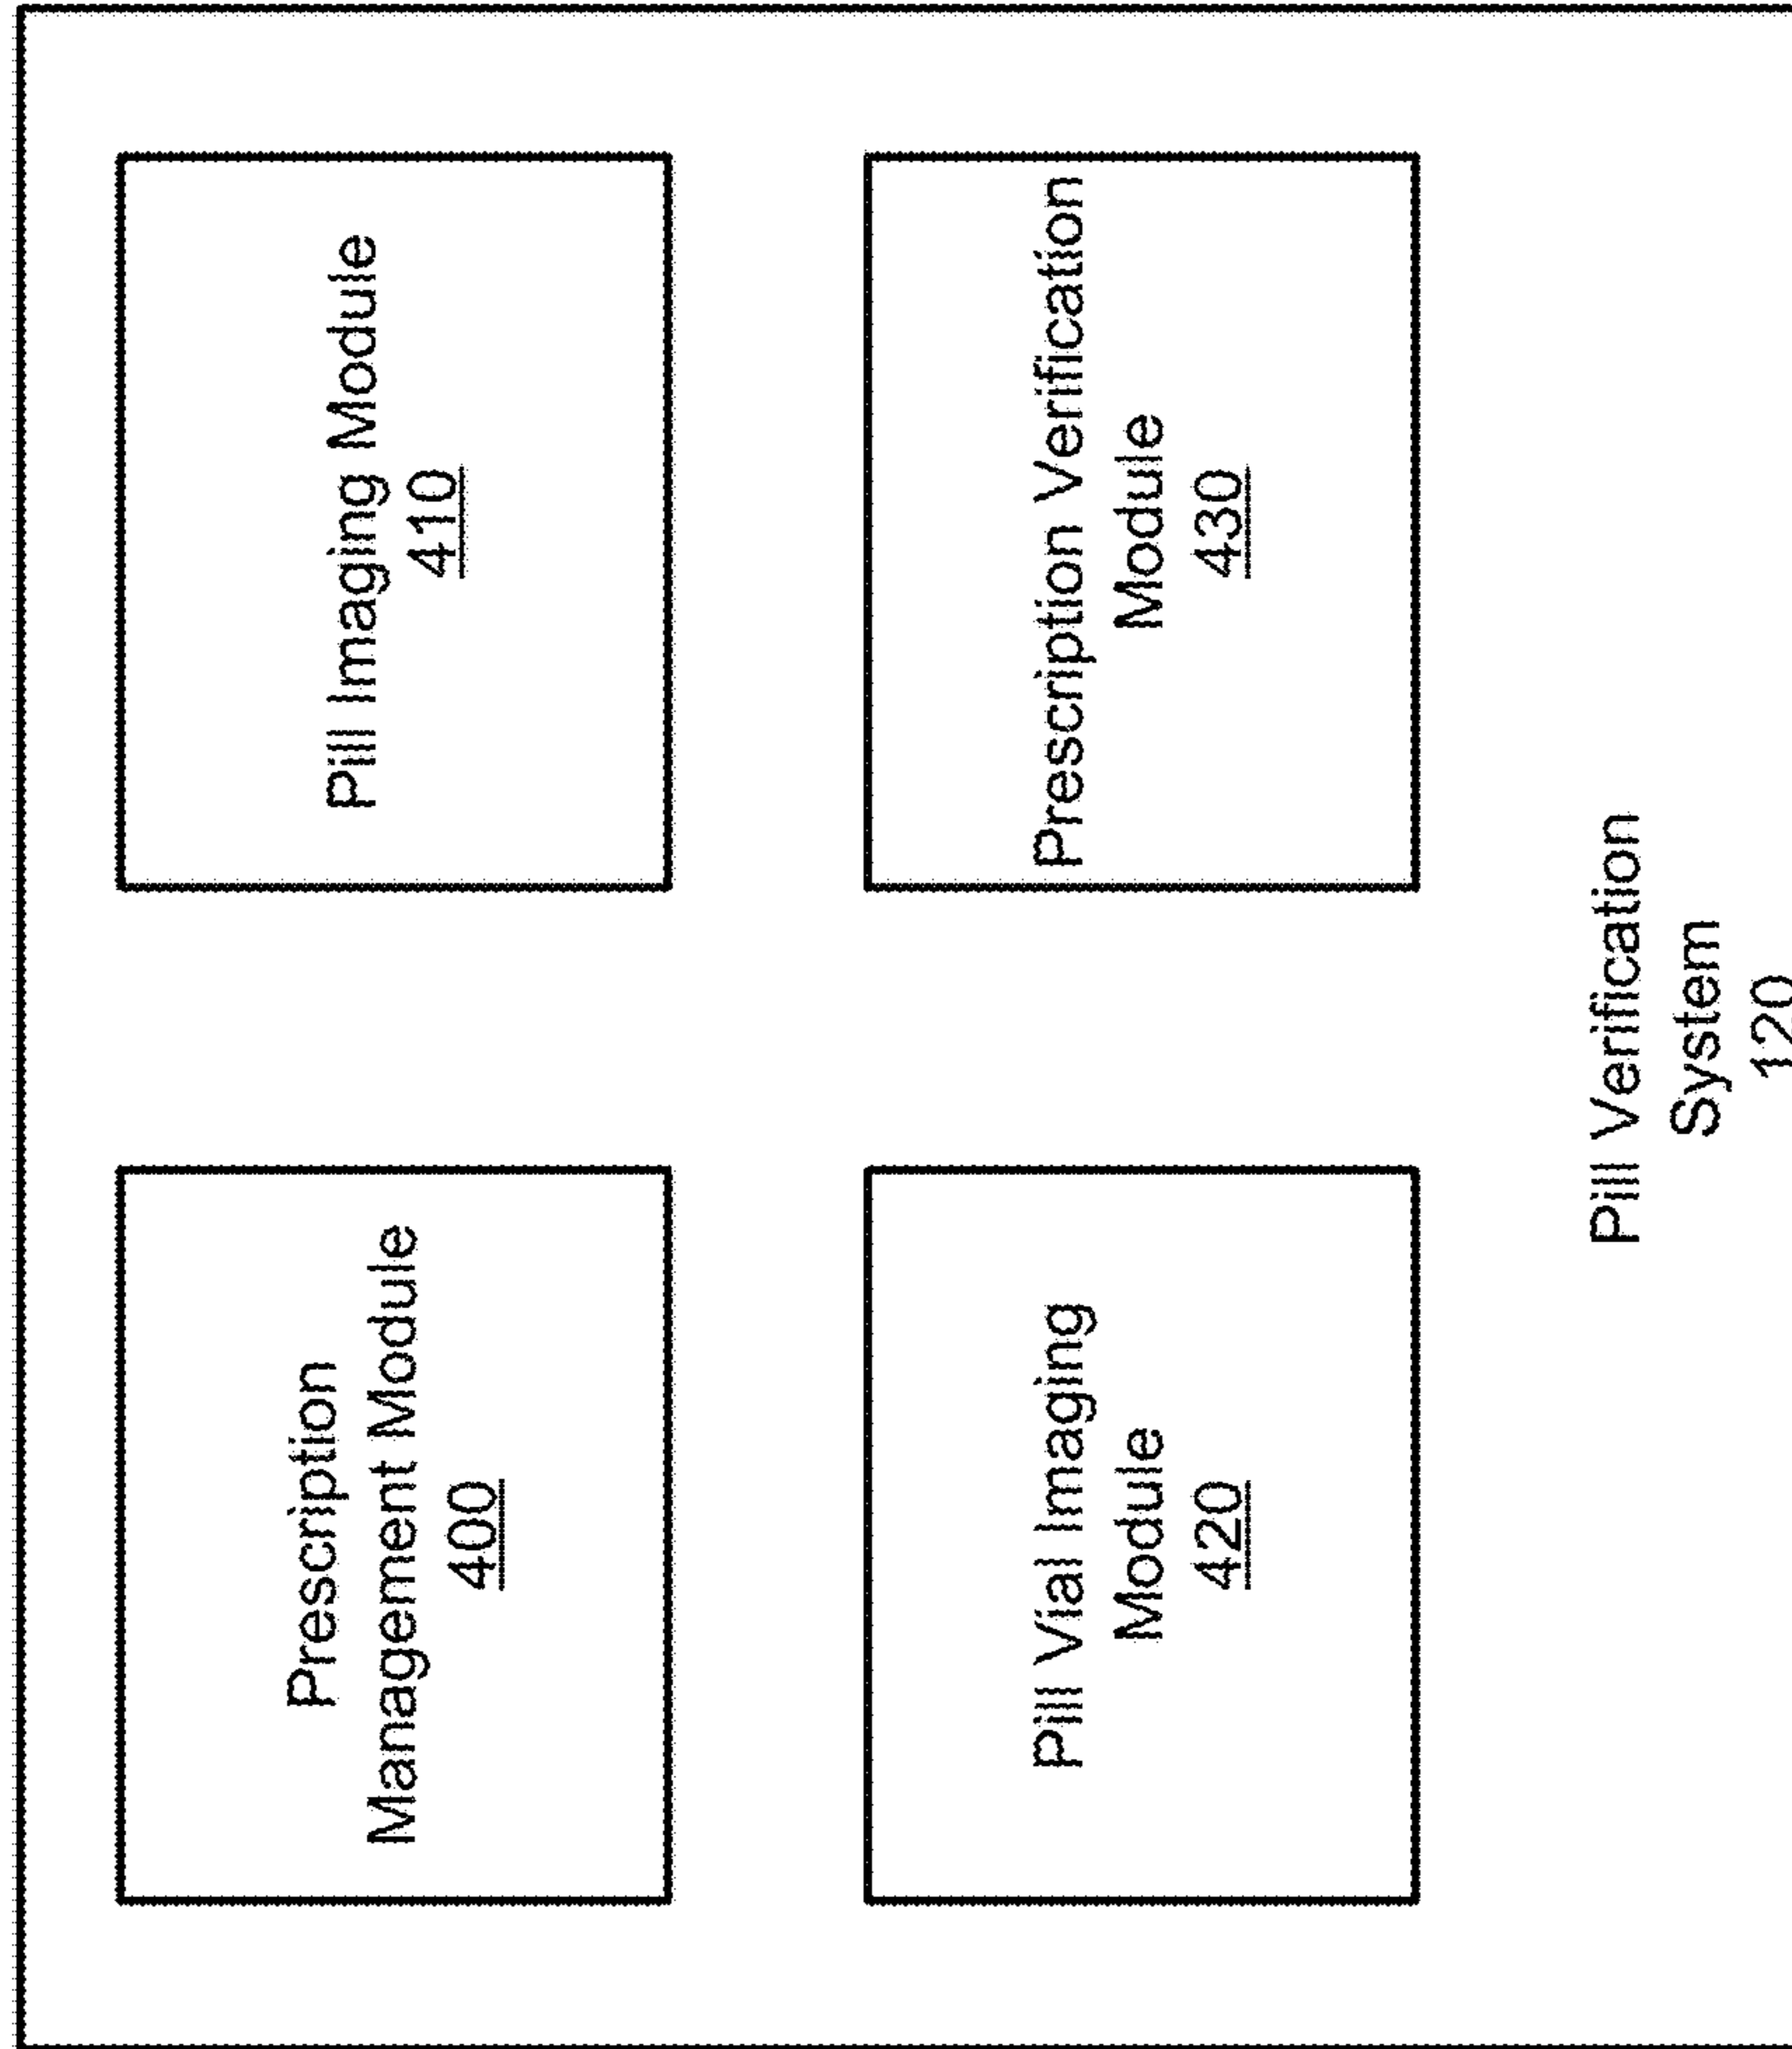 Prescription
Management Module
400
Pill Imaging Module
410
Pill Vial Imaging
Module
420
Prescription Verification
Module
430
Pill Verification
System
120